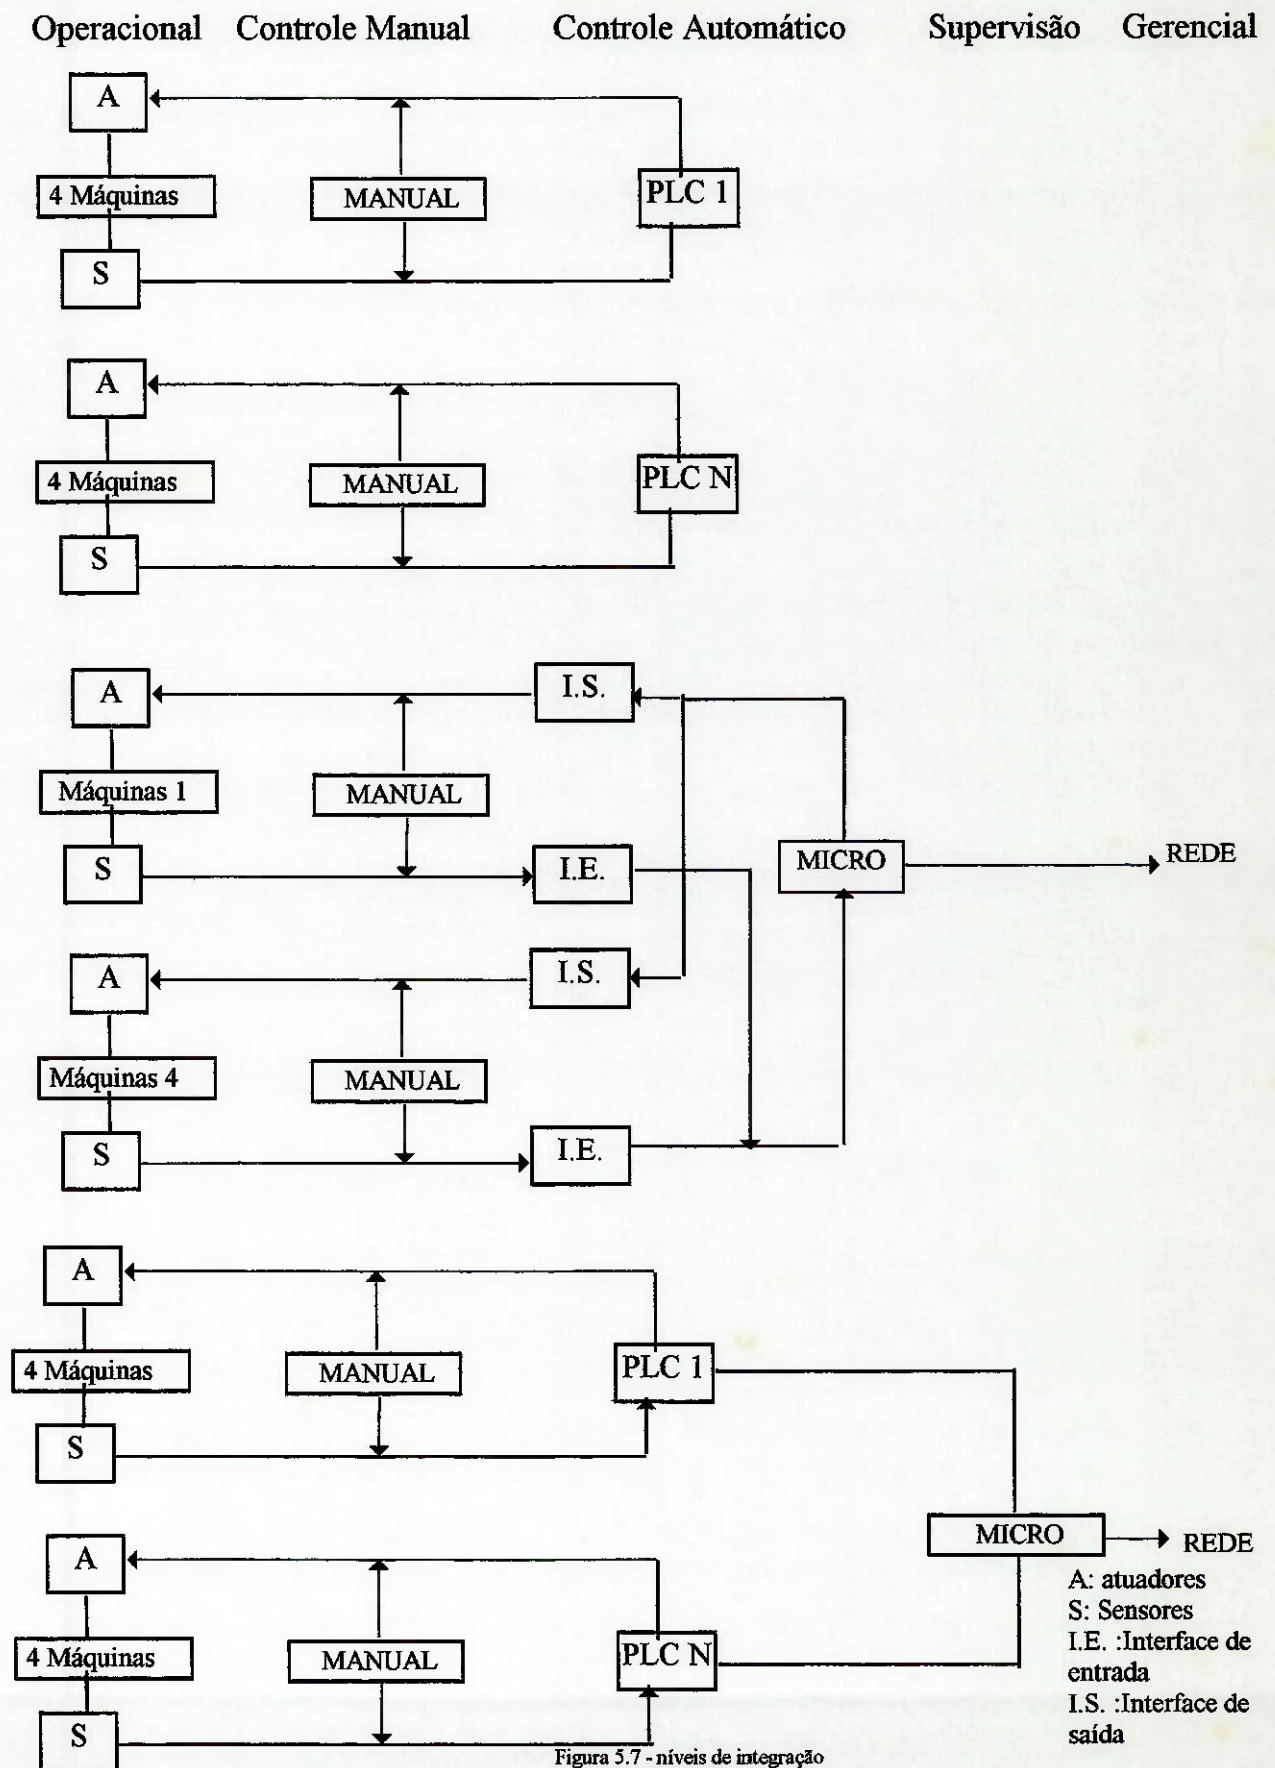 Operacional Controle Manual Controle Automático Supervisão Gerencial
A
4 Máquinas MANUAL PLC 1
S
A
4 Máquinas MANUAL PLC N
S
A I.S.
Máquinas 1 MANUAL
S I.E. MICRO REDE
A I.S.
Máquinas 4 MANUAL
S I.E.
A
4 Máquinas MANUAL PLC 1
S
MICRO REDE
A
4 Máquinas MANUAL PLC N
S
A: atuadores
S: Sensores
I.E. :Interface de
entrada
I.S. :Interface de
saída
Figura 5.7 - níveis de integração